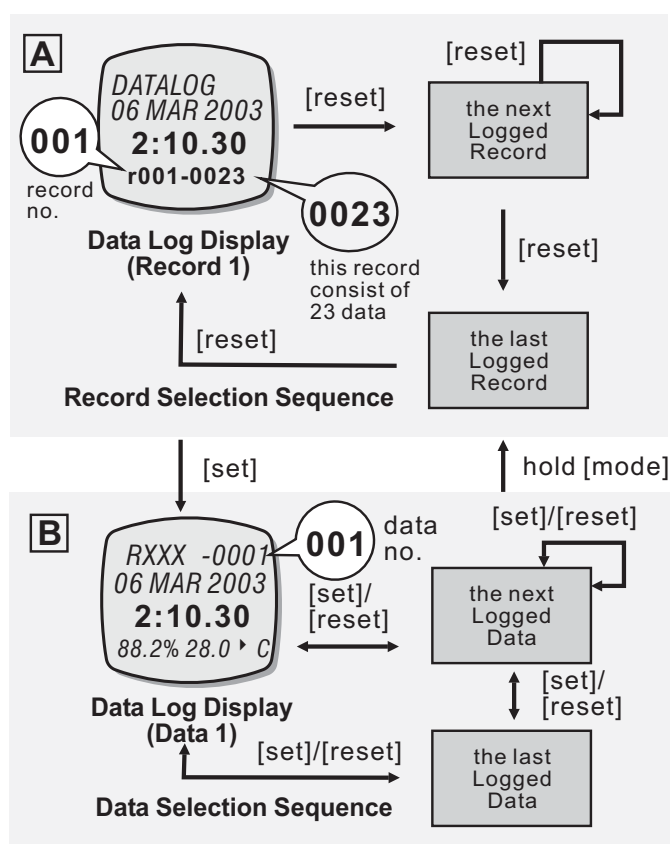 A
DATALOG
06 MAR 2003
2:10.30
r001-0023
001
record
no.
0023
this record
consist of
23 data
Data Log Display
(Record 1)
[reset]
[reset]
the next
Logged
Record
[reset]
the last
Logged
Record
[reset]
Record Selection Sequence
[set]
hold [mode]
B
RXXX -0001
06 MAR 2003
2:10.30
88.2% 28.0 ‣ C
001
data
no.
Data Log Display
(Data 1)
[set]/
[reset]
[set]/[reset]
the next
Logged
Data
[set]/
[reset]
the last
Logged
Data
[set]/[reset]
Data Selection Sequence